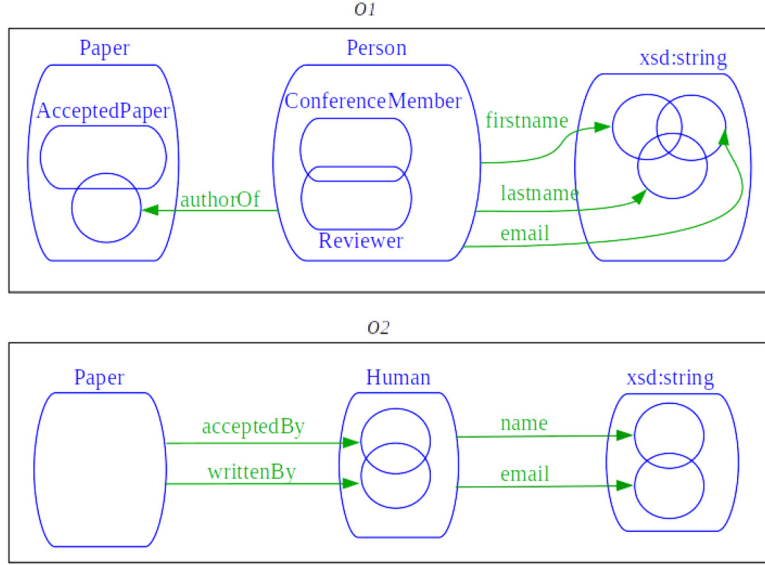 O1
Paper
Person
xsd:string
AcceptedPaper
ConferenceMember
firstname
authorOf
lastname
Reviewer
email
O2
Paper
Human
xsd:string
acceptedBy
name
writtenBy
email